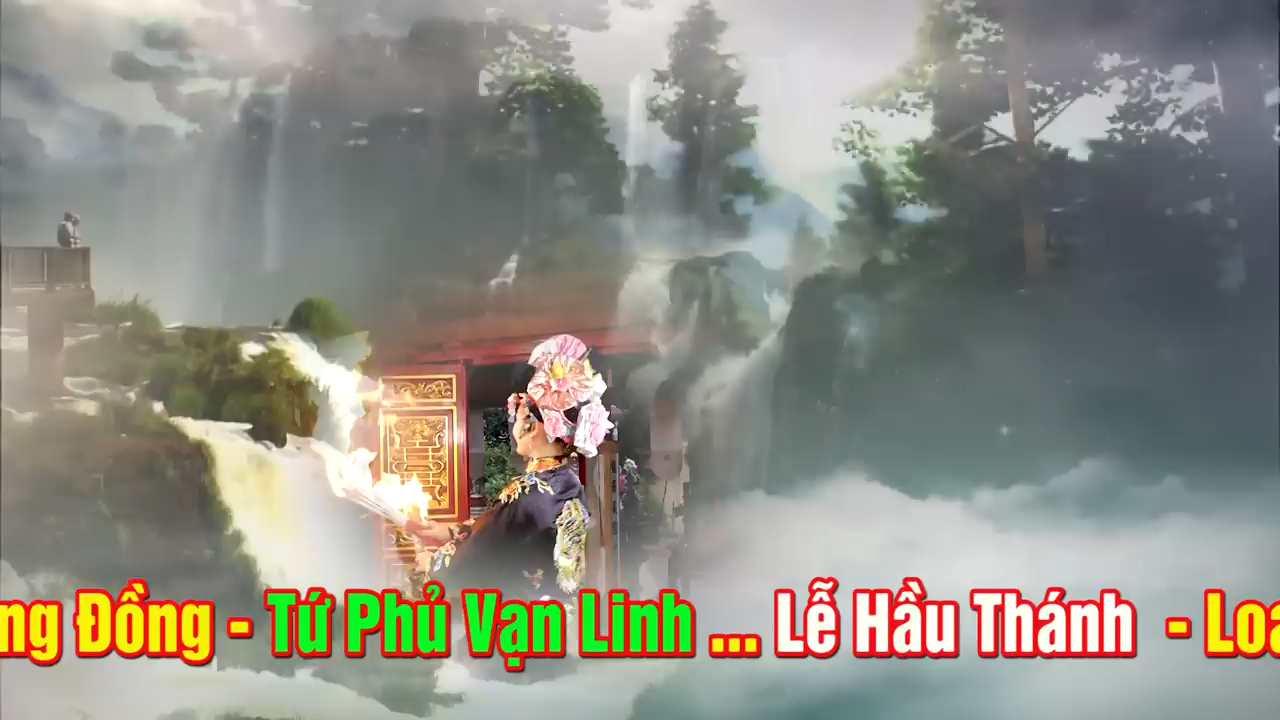 ng Đồng - Tứ Phủ Vạn Linh ... Lễ Hầu Thánh - Loa